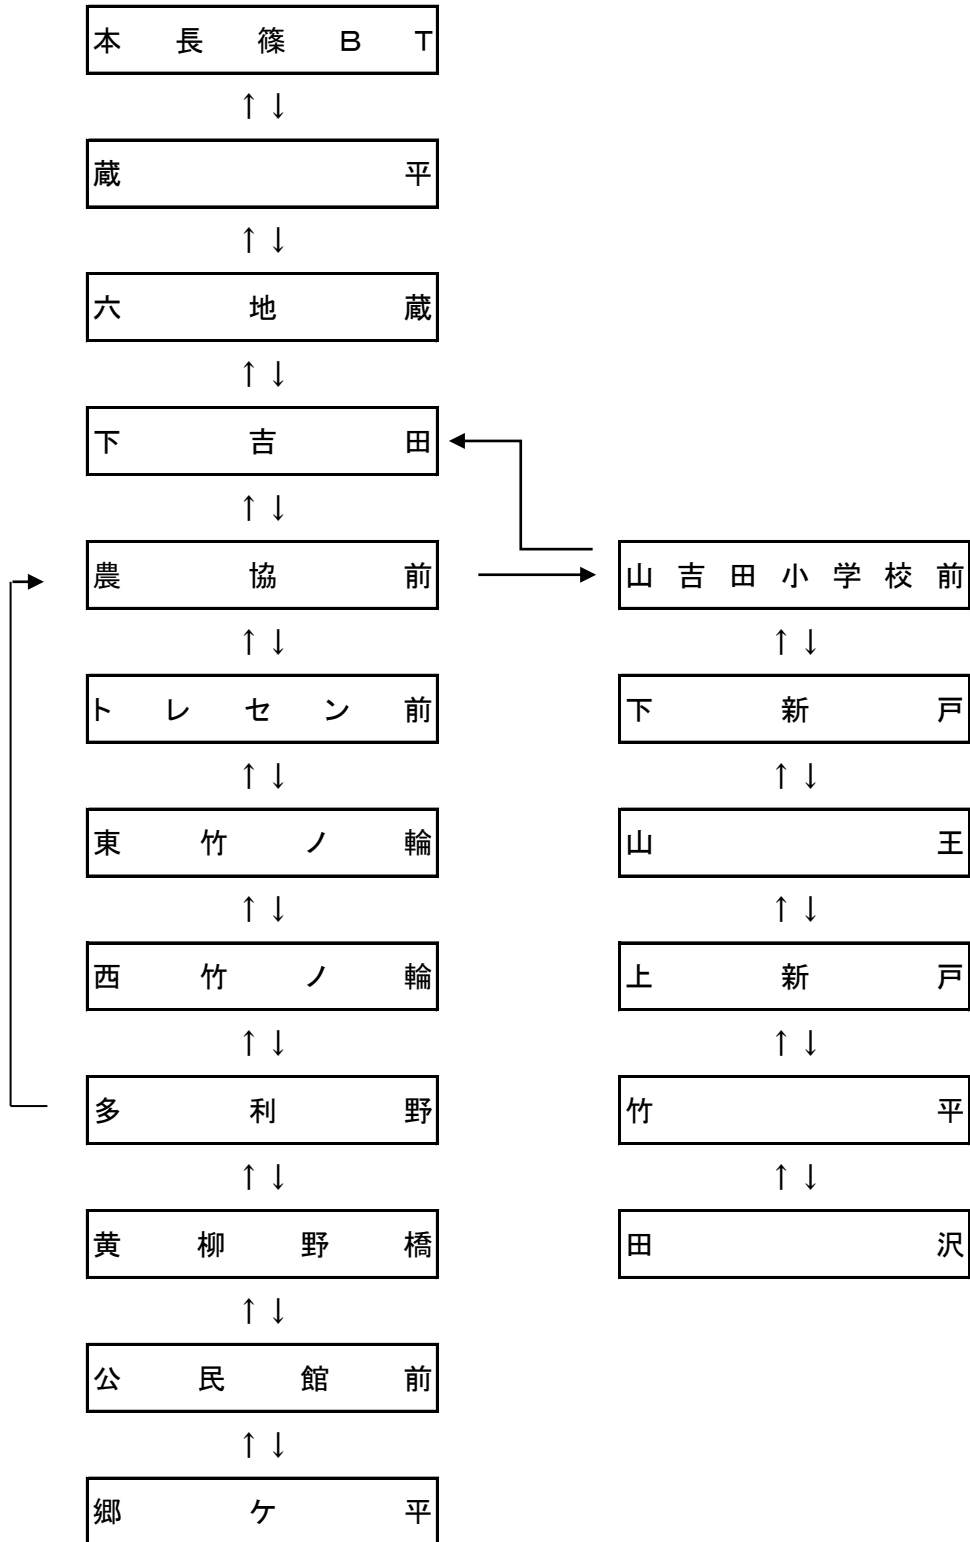 本長篠BT
↑↓
蔵平
↑↓
六地蔵
↑↓
下吉田
↑↓
農協前
↑↓
トレセン前
↑↓
東竹ノ輪
↑↓
西竹ノ輪
↑↓
多利野
↑↓
黄柳野橋
↑↓
公民館前
↑↓
郷ケ平
山吉田小学校前
↑↓
下新戸
↑↓
山王
↑↓
上新戸
↑↓
竹平
↑↓
田沢